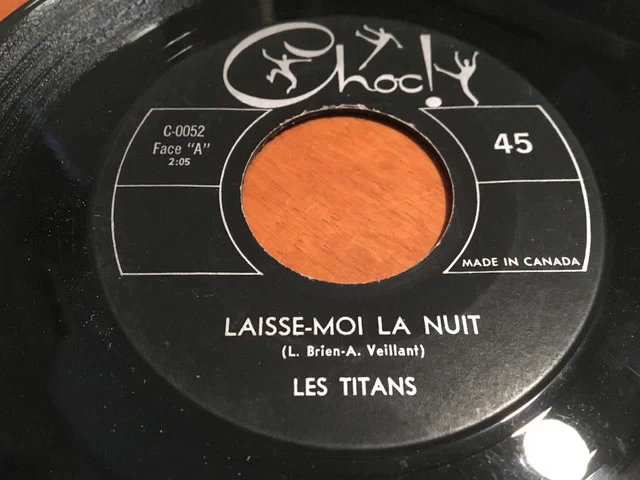 Choc!
C-0052
Face "A"
2:05
45
MADE IN CANADA
LAISSE-MOI LA NUIT
(L. Brien-A. Veillant)
LES TITANS